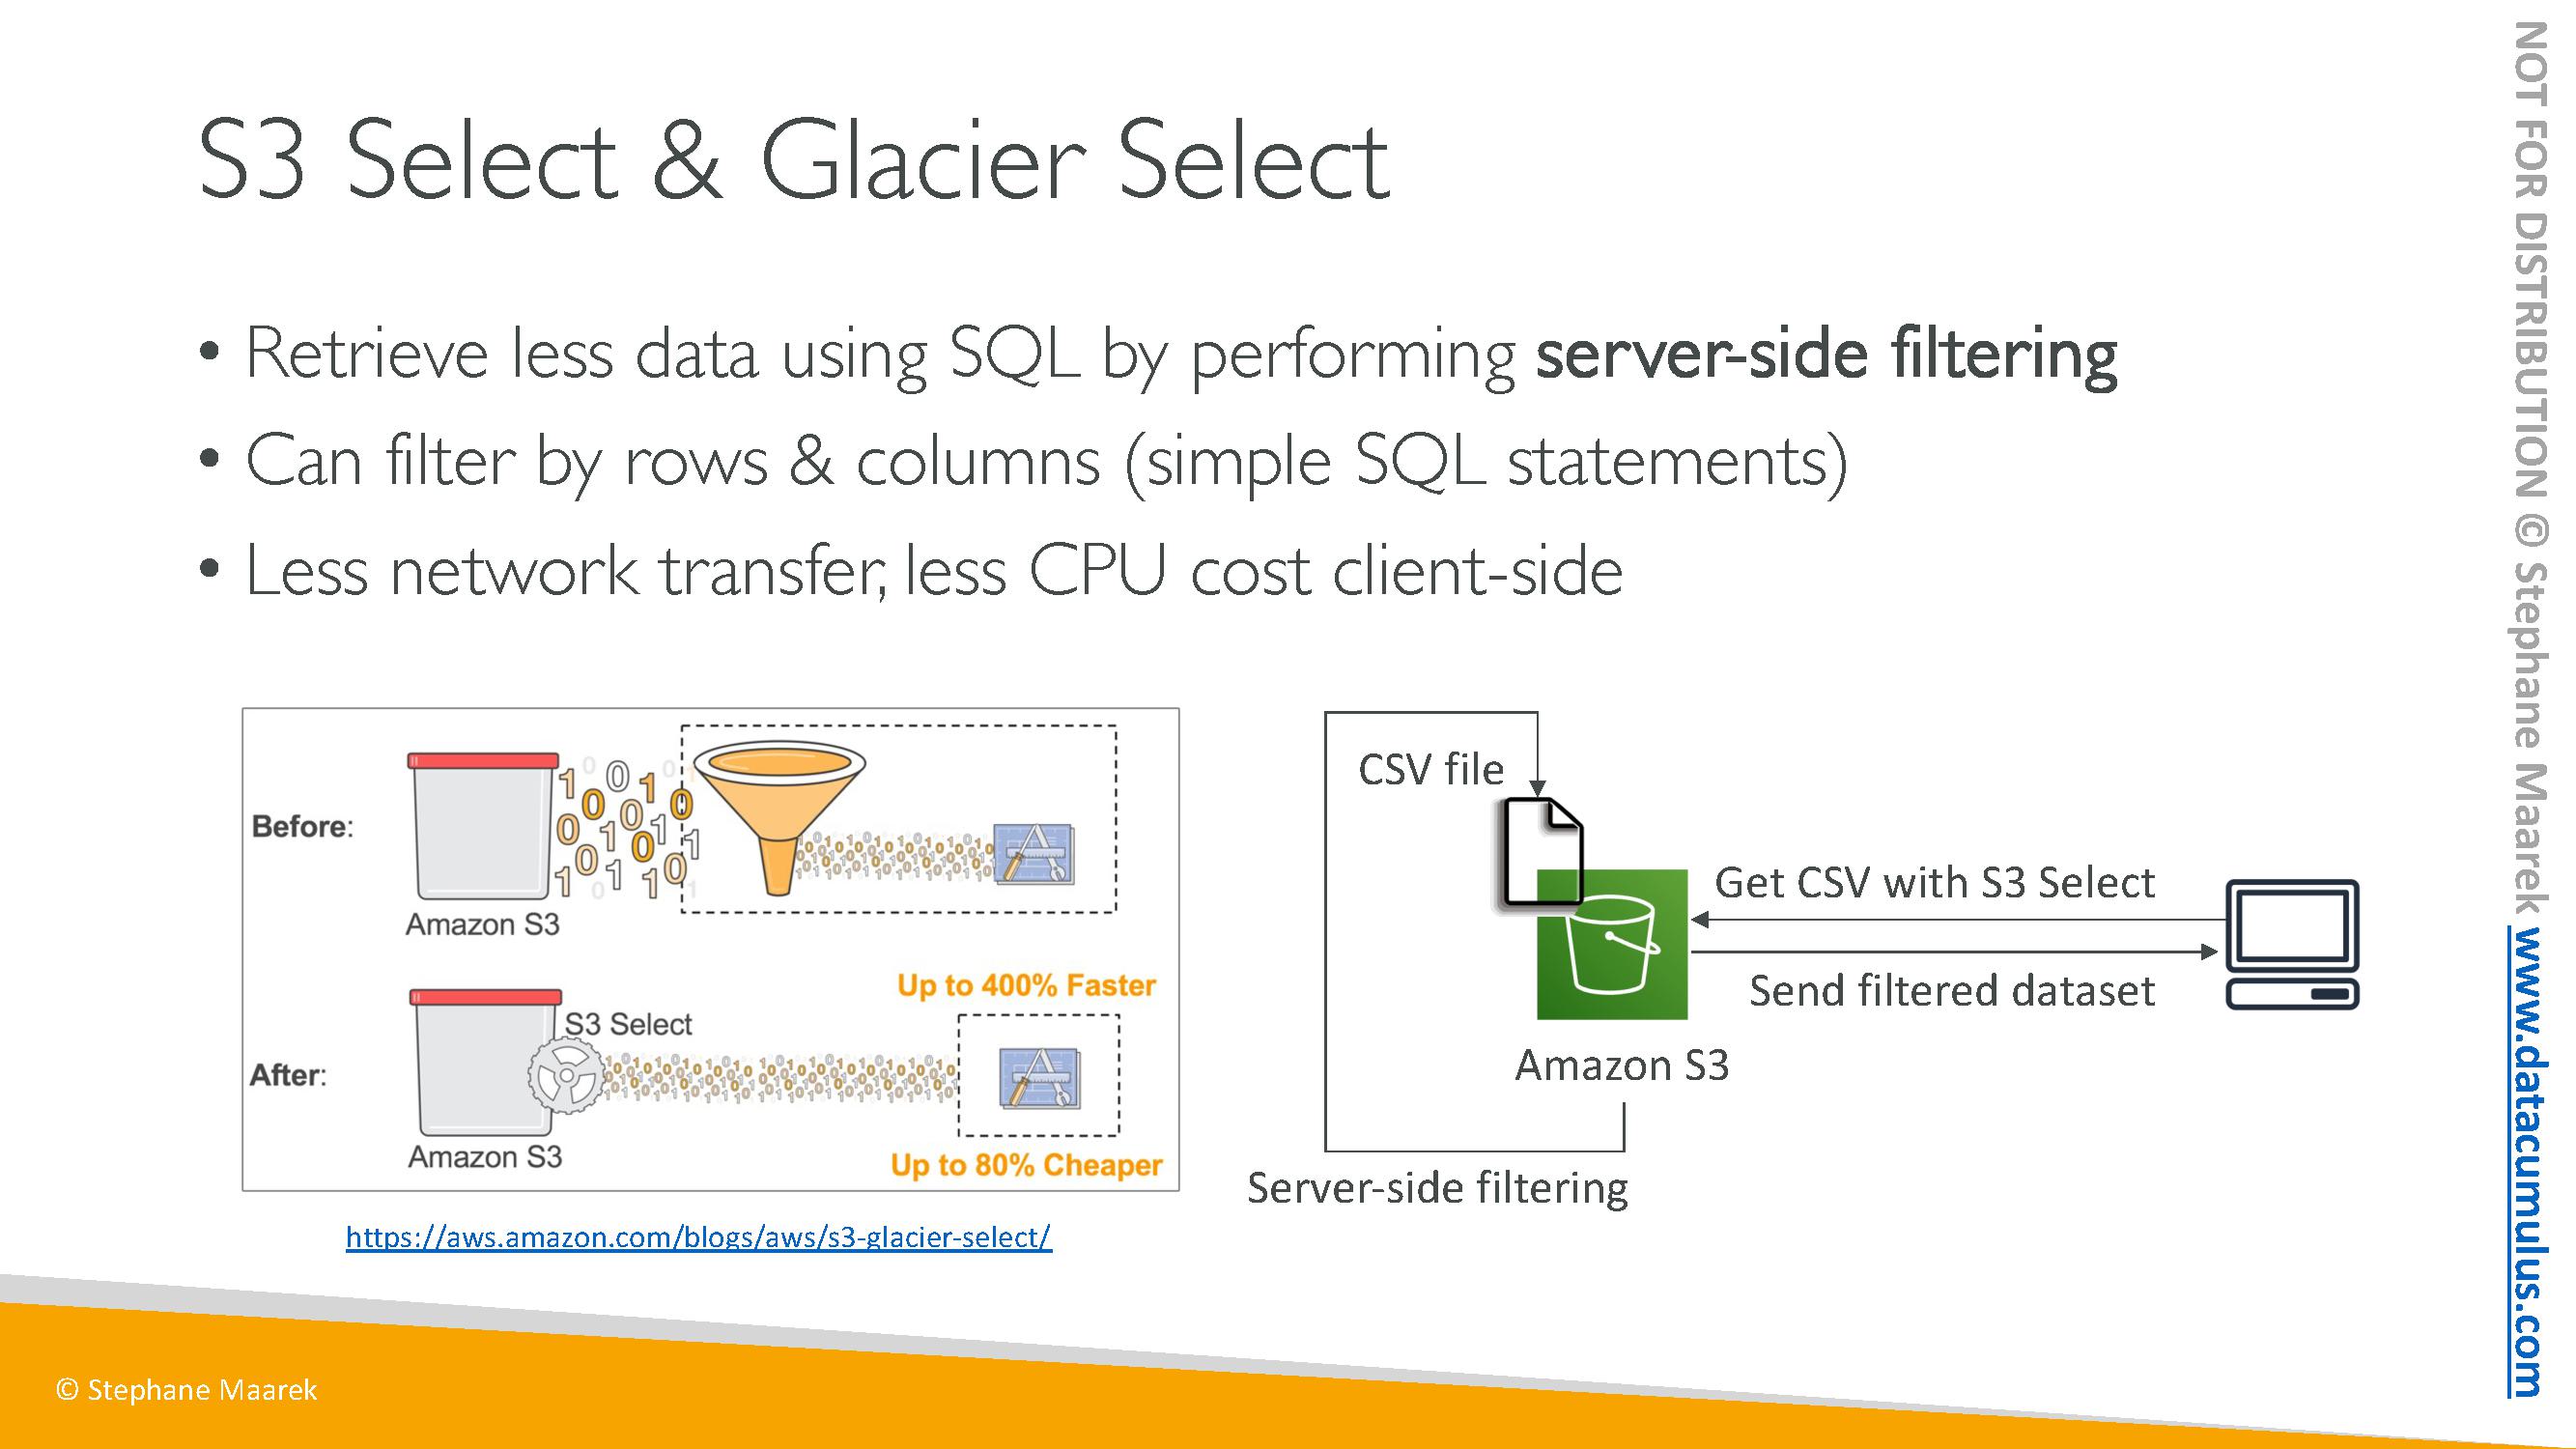 S3 Select & Glacier Select
• Retrieve less data using SQL by performing server-side filtering
• Can filter by rows & columns (simple SQL statements)
• Less network transfer, less CPU cost client-side
Before:
Amazon S3
Up to 400% Faster
S3 Select
After:
Amazon S3
Up to 80% Cheaper
https://aws.amazon.com/blogs/aws/s3-glacier-select/
CSV file
Get CSV with S3 Select
Send filtered dataset
Amazon S3
Server-side filtering
© Stephane Maarek
NOT FOR DISTRIBUTION © Stephane Maarek www.datacumulus.com